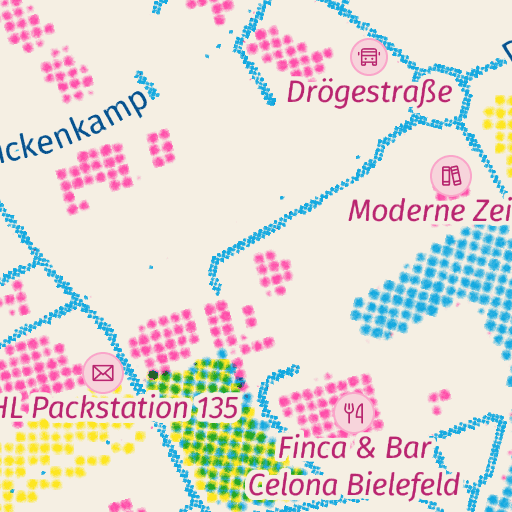 Drögestraße
ckenkamp
Moderne Zei
HL Packstation 135
Finca & Bar
Celona Bielefeld